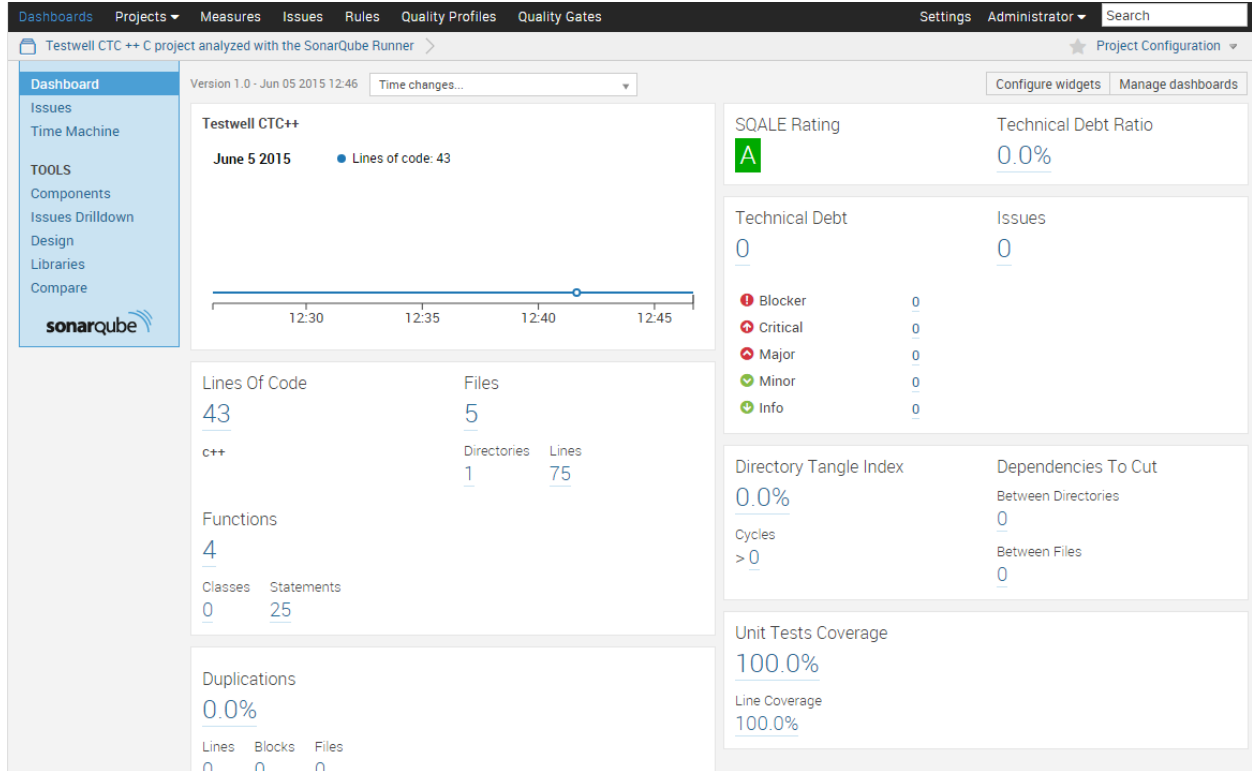 Dashboards Projects Measures Issues Rules Quality Profiles Quality Gates Settings Administrator Search
Testwell CTC ++ C project analyzed with the SonarQube Runner Project Configuration
Dashboard
Issues
Time Machine
TOOLS
Components
Issues Drilldown
Design
Libraries
Compare
sonarqube
Version 1.0 - Jun 05 2015 12:46 Time changes... Configure widgets Manage dashboards
Testwell CTC++
June 5 2015 Lines of code: 43
12:30 12:35 12:40 12:45
Lines Of Code Files
43 5
c++ Directories Lines
1 75
Functions
4
Classes Statements
0 25
Duplications
0.0%
Lines Blocks Files
0 0 0
SQALE Rating Technical Debt Ratio
A 0.0%
Technical Debt Issues
0 0
Blocker 0
Critical 0
Major 0
Minor 0
Info 0
Directory Tangle Index Dependencies To Cut
0.0% Between Directories
0
Cycles
> 0
Between Files
0
Unit Tests Coverage
100.0%
Line Coverage
100.0%